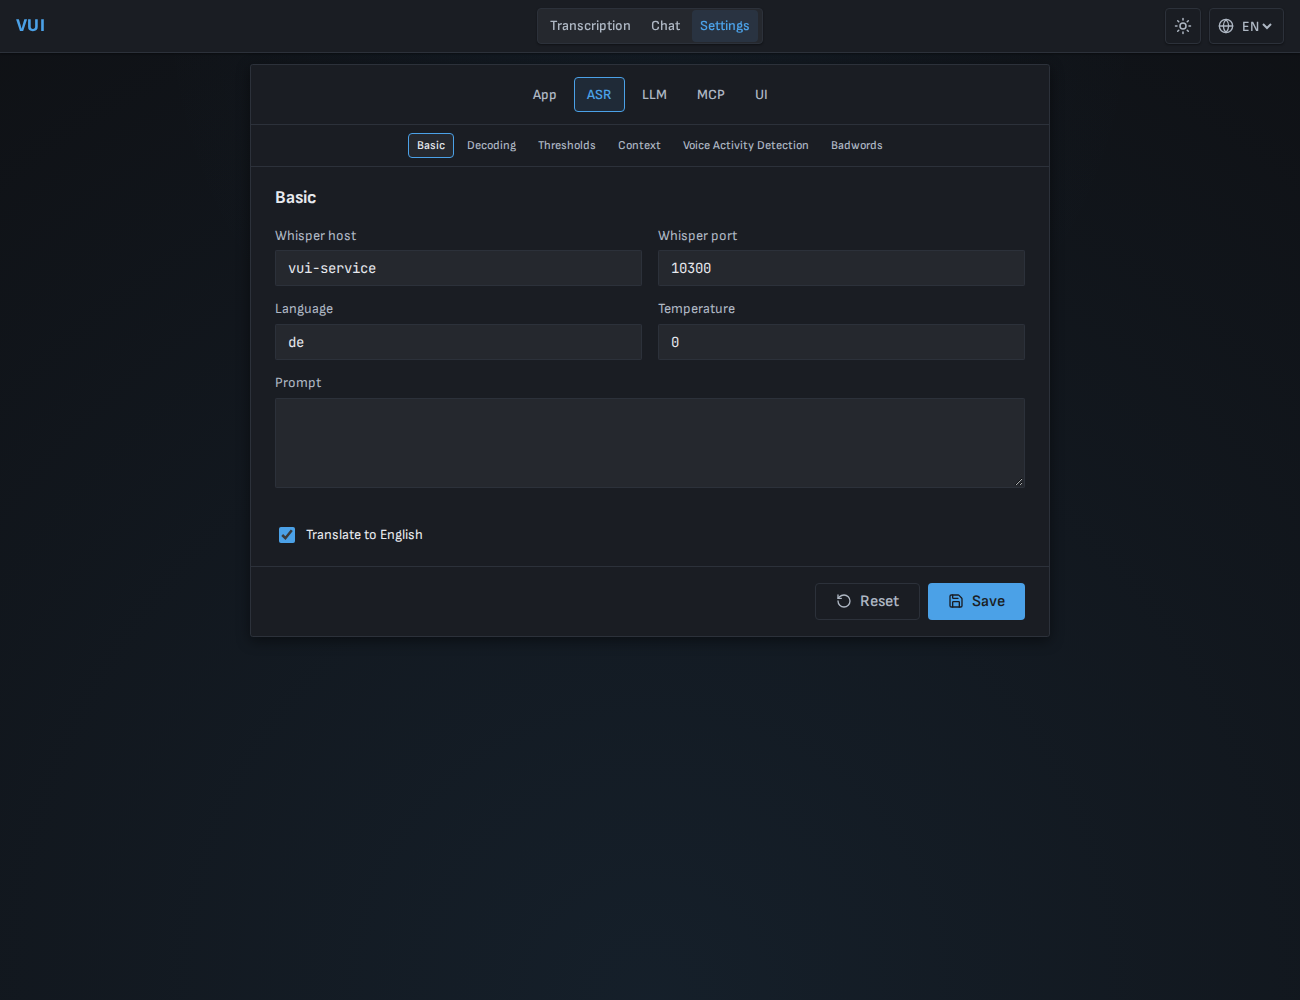 VUI
Transcription Chat Settings
EN
App ASR LLM MCP UI
Basic Decoding Thresholds Context Voice Activity Detection Badwords
Basic
Whisper host Whisper port
vui-service 10300
Language Temperature
de 0
Prompt
Translate to English
Reset Save